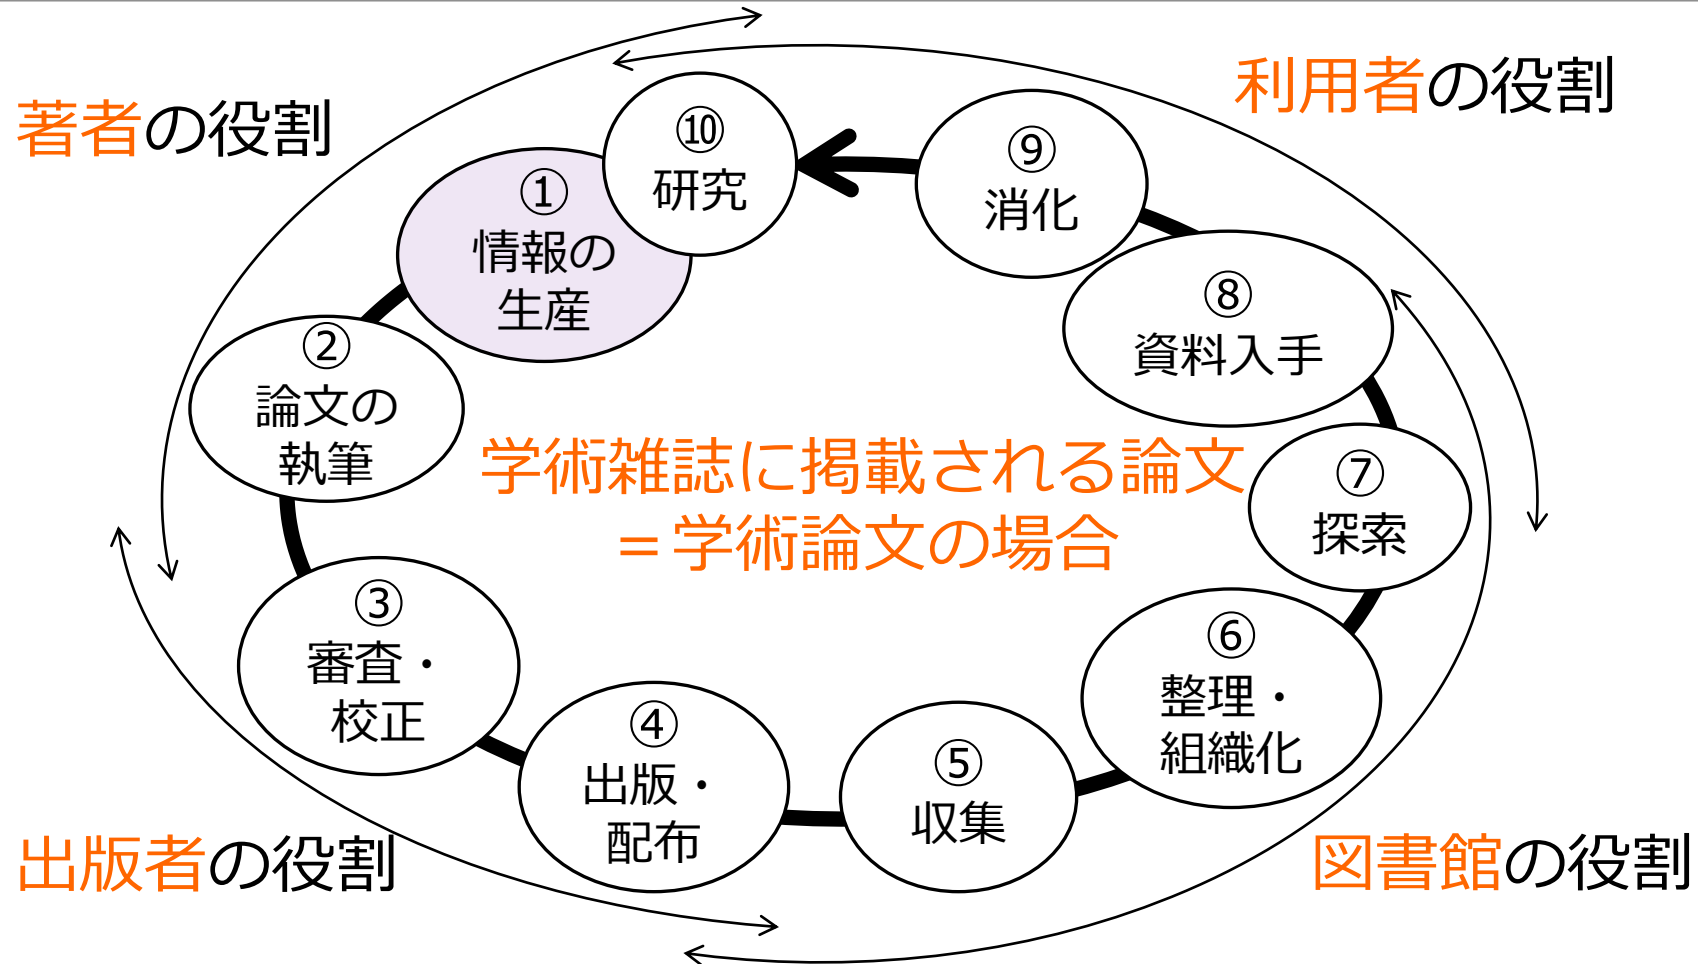 著者の役割
利用者の役割
⑩
研究
⑨
消化
①
情報の
生産
⑧
資料入手
②
論文の
執筆
学術雑誌に掲載される論文
＝学術論文の場合
⑦
探索
③
審査・
校正
⑥
整理・
組織化
④
出版・
配布
⑤
収集
出版者の役割
図書館の役割